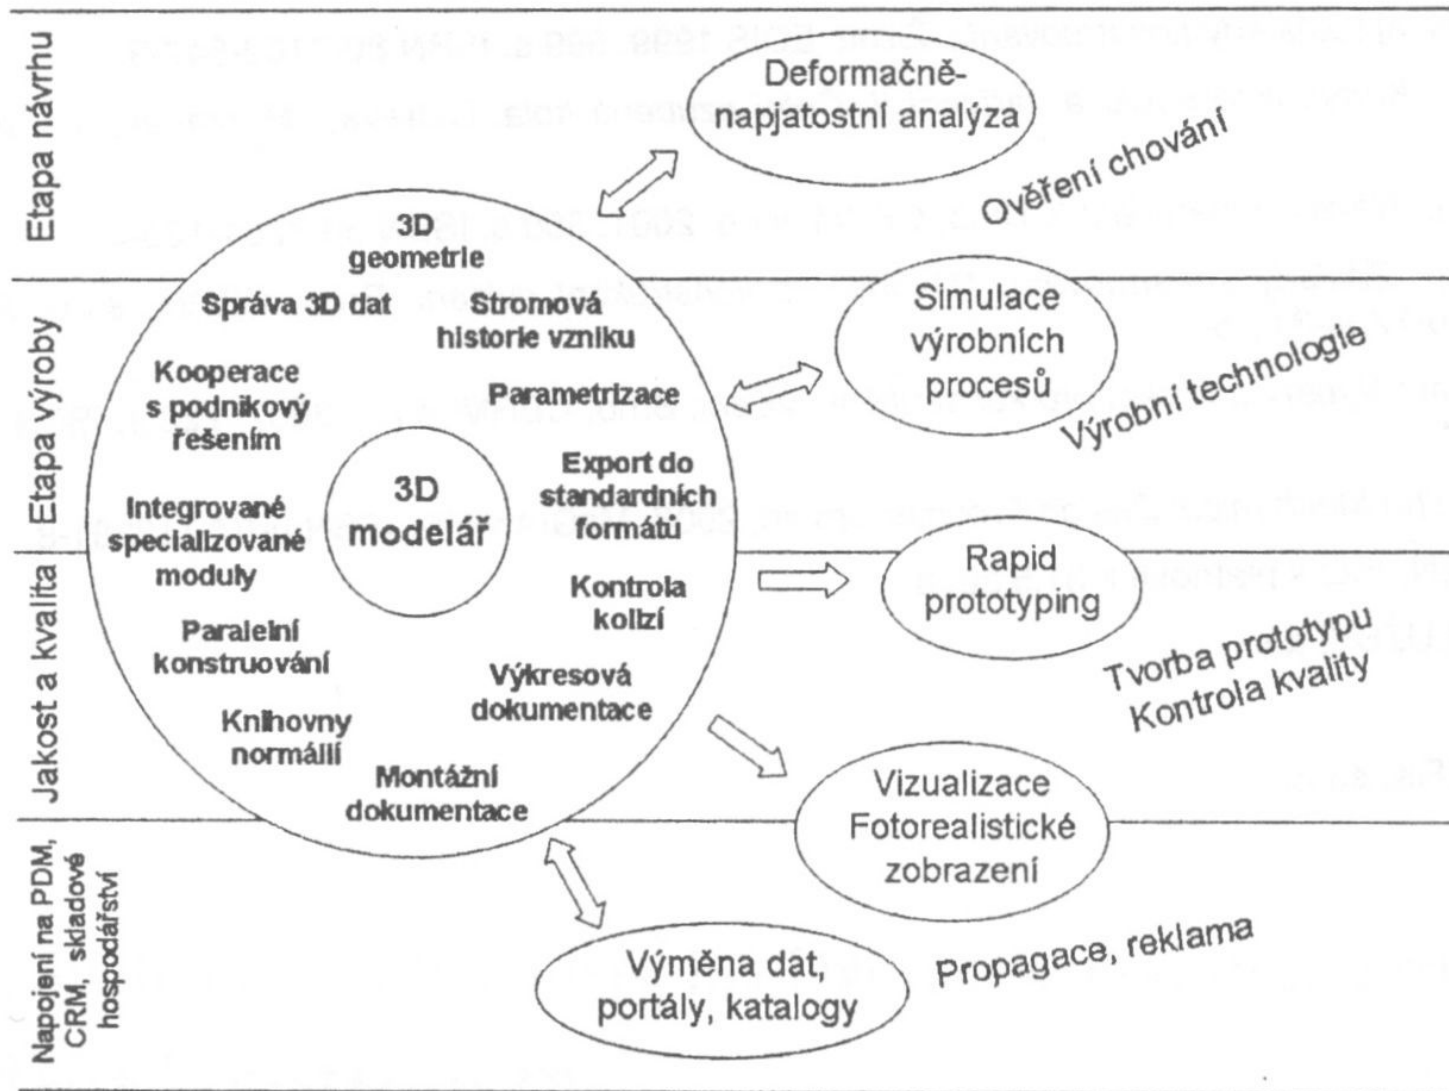 Etapa návrhu
Etapa výroby
Jakost a kvalita
Napojení na PDM,
CRM, skladové
hospodářství
3D
geometrie
Správa 3D dat
Stromová
historie vzniku
Kooperace
s podnikový
řešením
Parametrizace
3D
modelář
Export do
standardních
formátů
Integrované
specializované
moduly
Kontrola
kolizí
Paralelní
konstruování
Výkresová
dokumentace
Knihovny
normálií
Montážní
dokumentace
Deformačně-
napjatostní analýza
Ověření chování
Simulace
výrobních
procesů
Výrobní technologie
Rapid
prototyping
Tvorba prototypu
Kontrola kvality
Vizualizace
Fotorealistické
zobrazení
Výměna dat,
portály, katalogy
Propagace, reklama